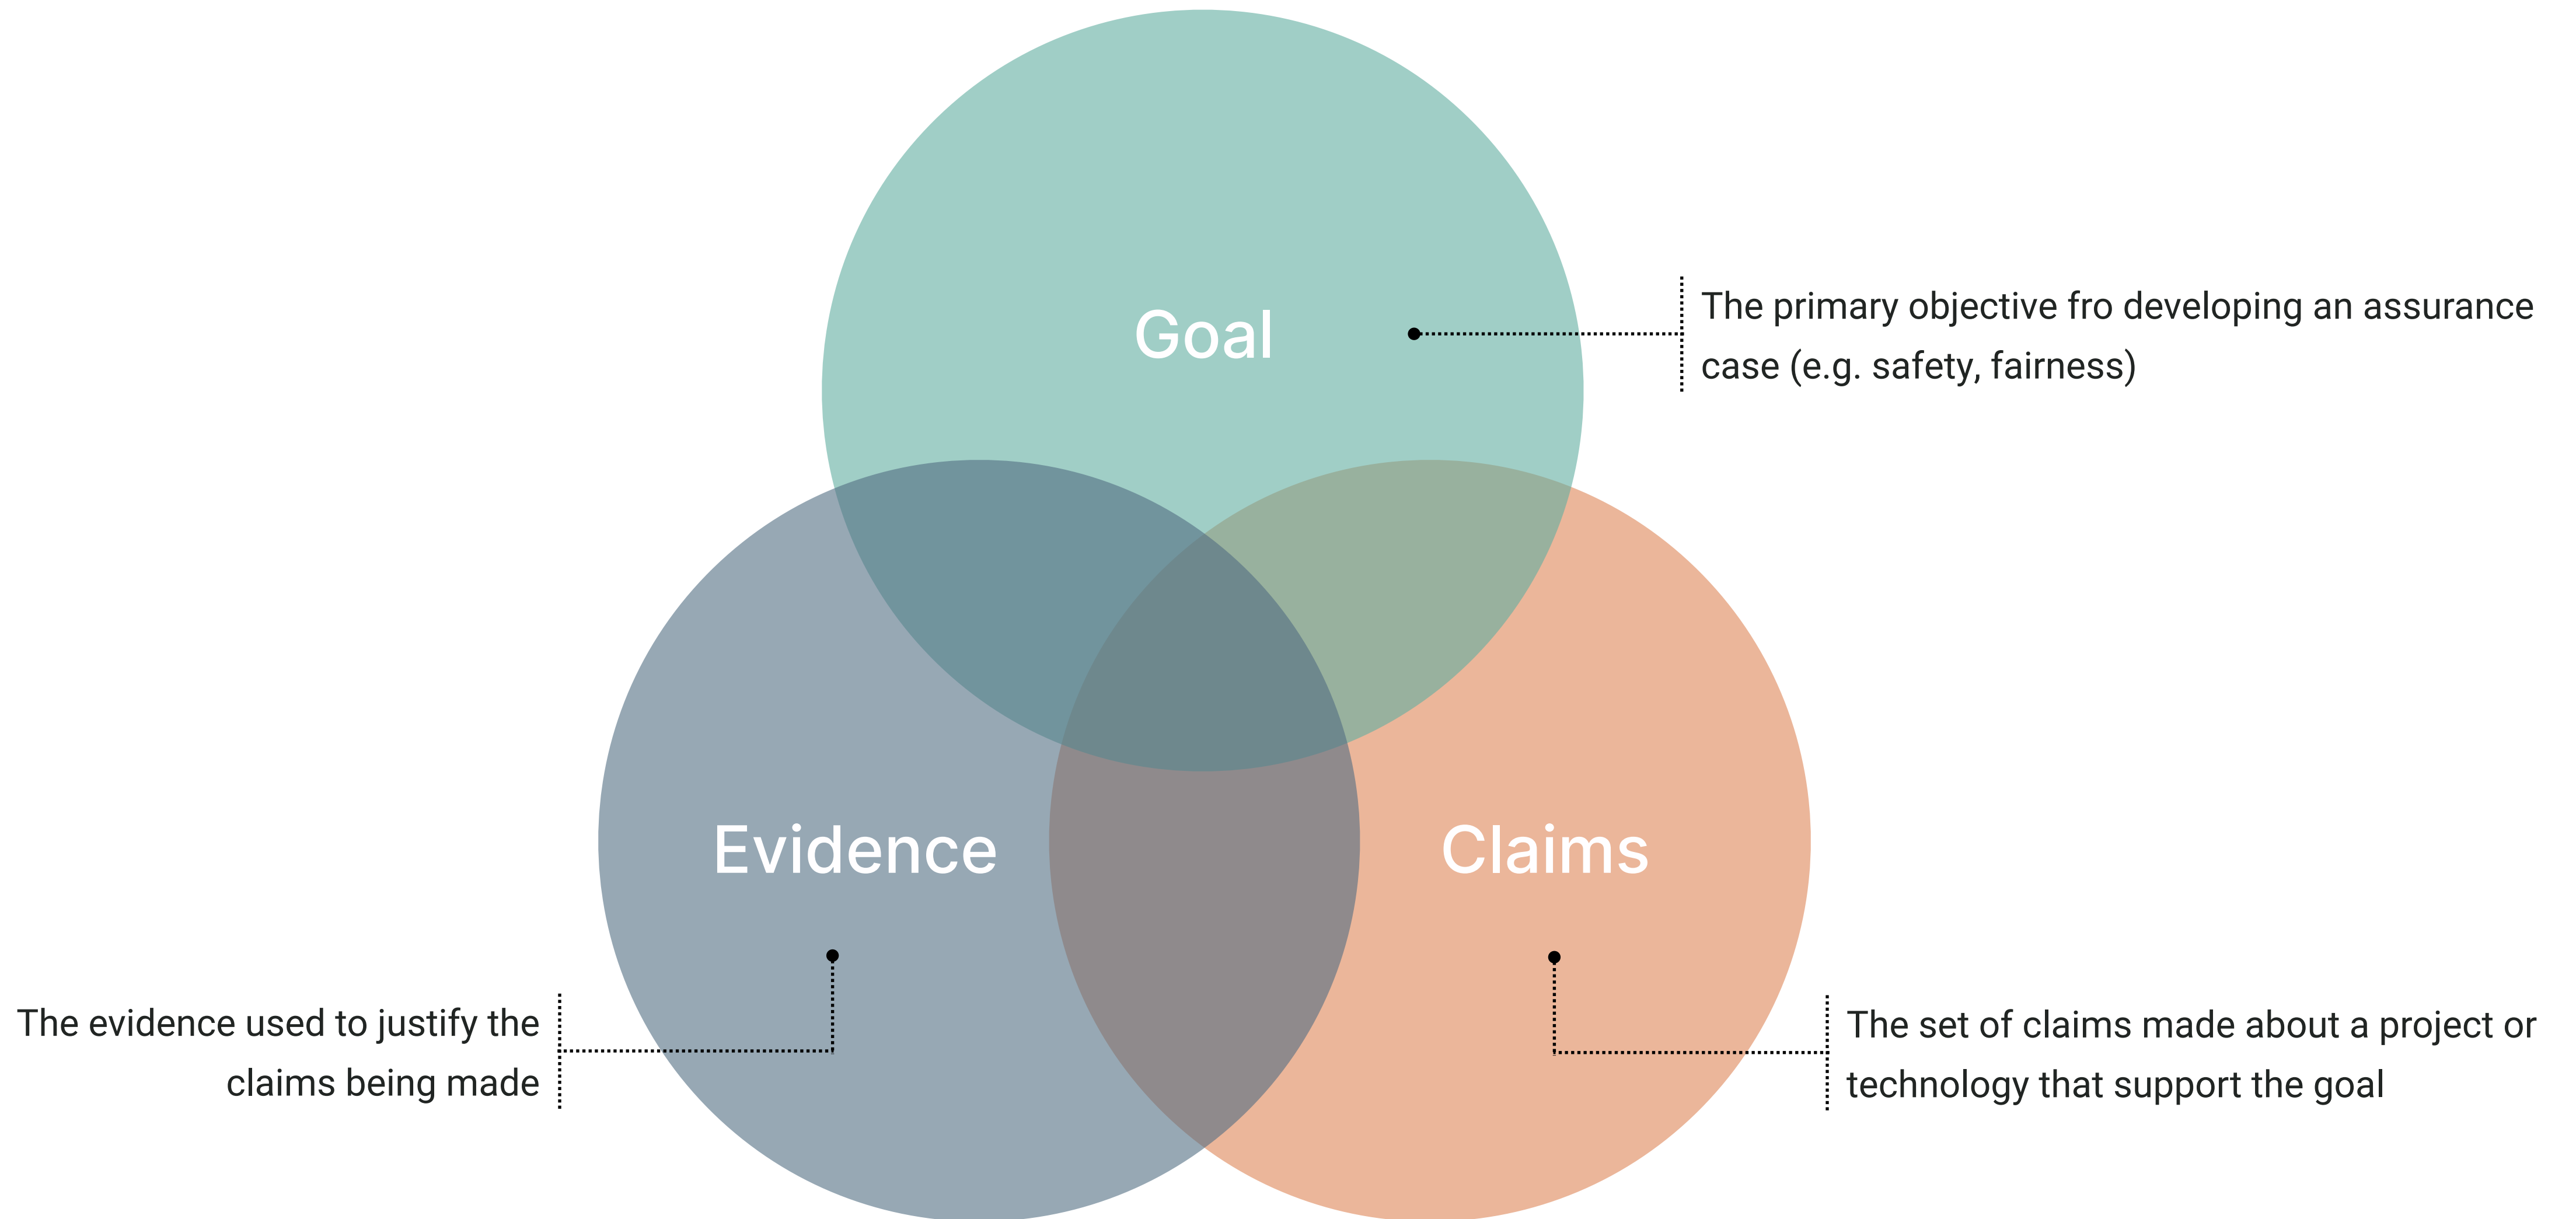 Goal
The primary objective fro developing an assurance
case (e.g. safety, fairness)
Evidence
Claims
The evidence used to justify the
claims being made
The set of claims made about a project or
technology that support the goal